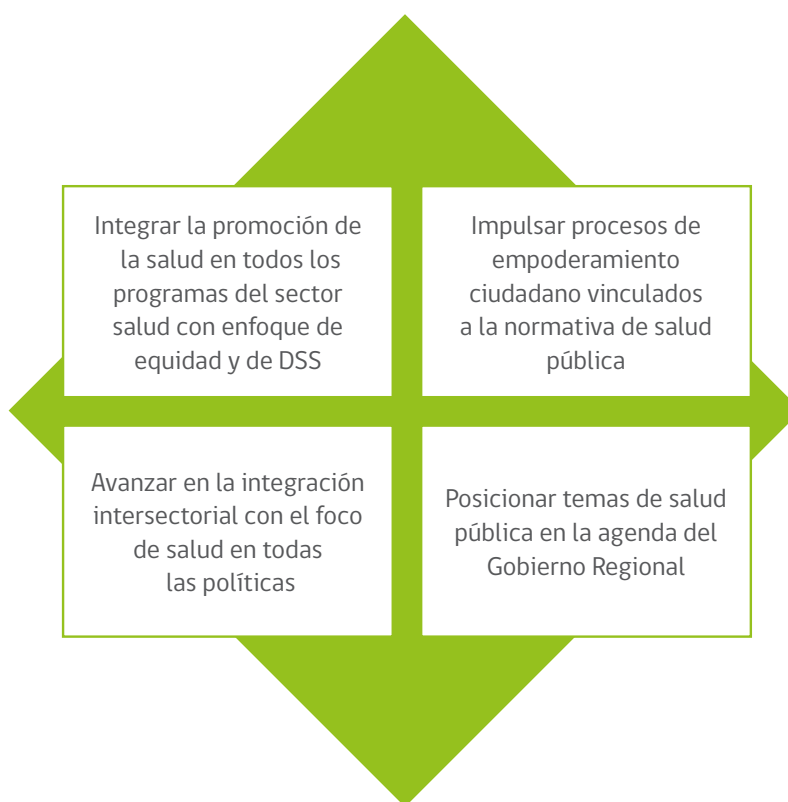 Integrar la promoción de
la salud en todos los
programas del sector
salud con enfoque de
equidad y de DSS
Impulsar procesos de
empoderamiento
ciudadano vinculados
a la normativa de salud
pública
Avanzar en la integración
intersectorial con el foco
de salud en todas
las políticas
Posicionar temas de salud
pública en la agenda del
Gobierno Regional